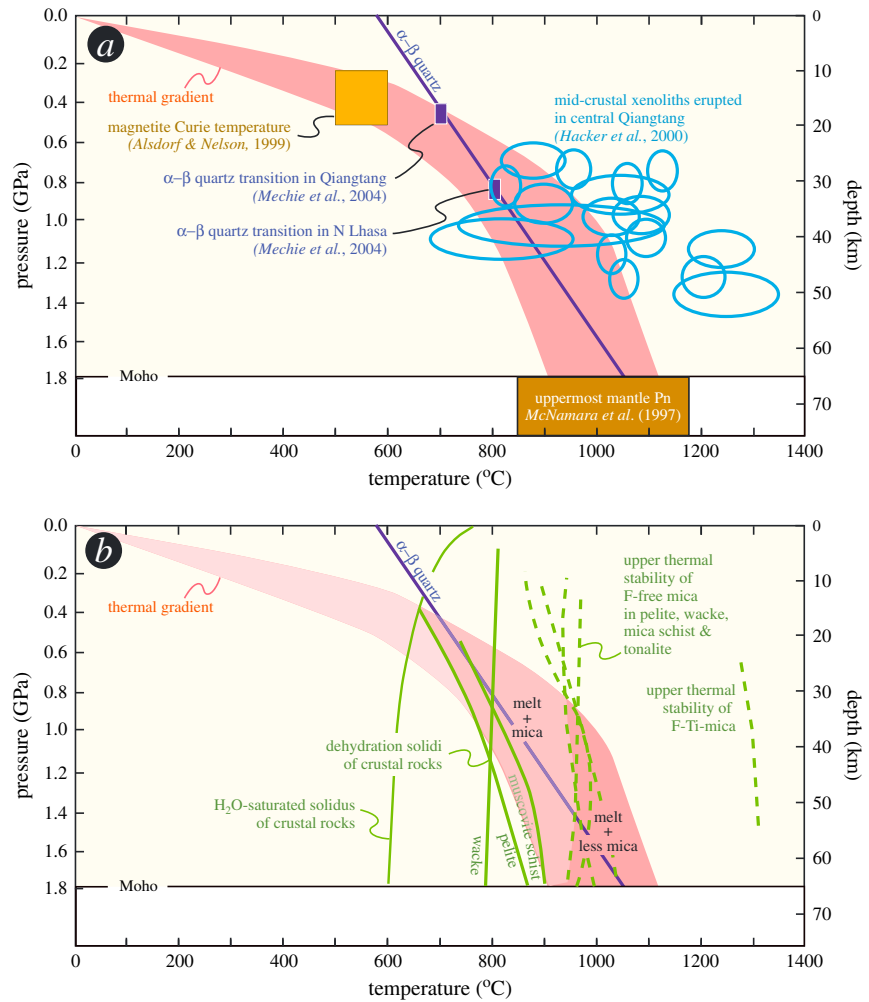 a
0.0
0.2
0.4
0.6
0.8
1.0
1.2
1.4
1.6
1.8
pressure (GPa)
α–β quartz
thermal gradient
magnetite Curie temperature
(Alsdorf & Nelson, 1999)
α–β quartz transition in Qiangtang
(Mechie et al., 2004)
α–β quartz transition in N Lhasa
(Mechie et al., 2004)
mid-crustal xenoliths erupted
in central Qiangtang
(Hacker et al., 2000)
Moho
uppermost mantle Pn
McNamara et al. (1997)
0
10
20
30
40
50
60
70
depth (km)
0
200
400
600
800
1000
1200
1400
temperature (oC)
b
0.0
0.2
0.4
0.6
0.8
1.0
1.2
1.4
1.6
1.8
pressure (GPa)
α–β quartz
thermal gradient
upper thermal
stability of
F-free mica
in pelite, wacke,
mica schist &
tonalite
upper thermal
stability of
F-Ti-mica
melt
+
mica
dehydration solidi
of crustal rocks
H2O-saturated solidus
of crustal rocks
wacke
pelite
muscovite schist
melt
+
less mica
Moho
0
10
20
30
40
50
60
70
depth (km)
0
200
400
600
800
1000
1200
1400
temperature (oC)